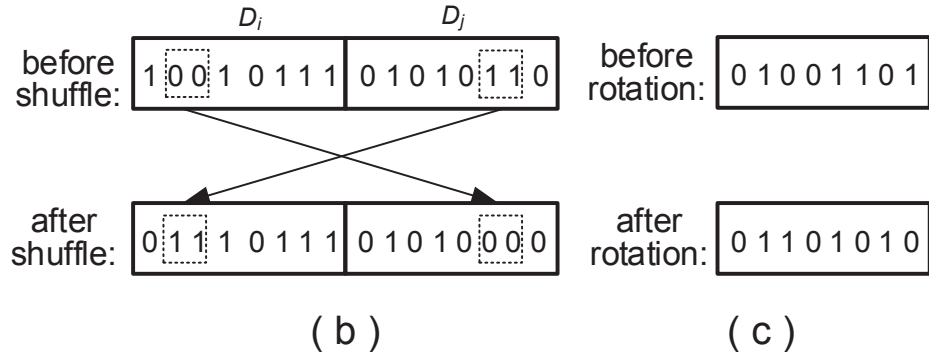 Di Dj
before shuffle: 1 0 0 1 0 1 1 1 0 1 0 1 0 1 1 0
after shuffle: 0 1 1 1 0 1 1 1 0 1 0 1 0 0 0 0
( b )
before rotation: 0 1 0 0 1 1 0 1
after rotation: 0 1 1 0 1 0 1 0
( c )